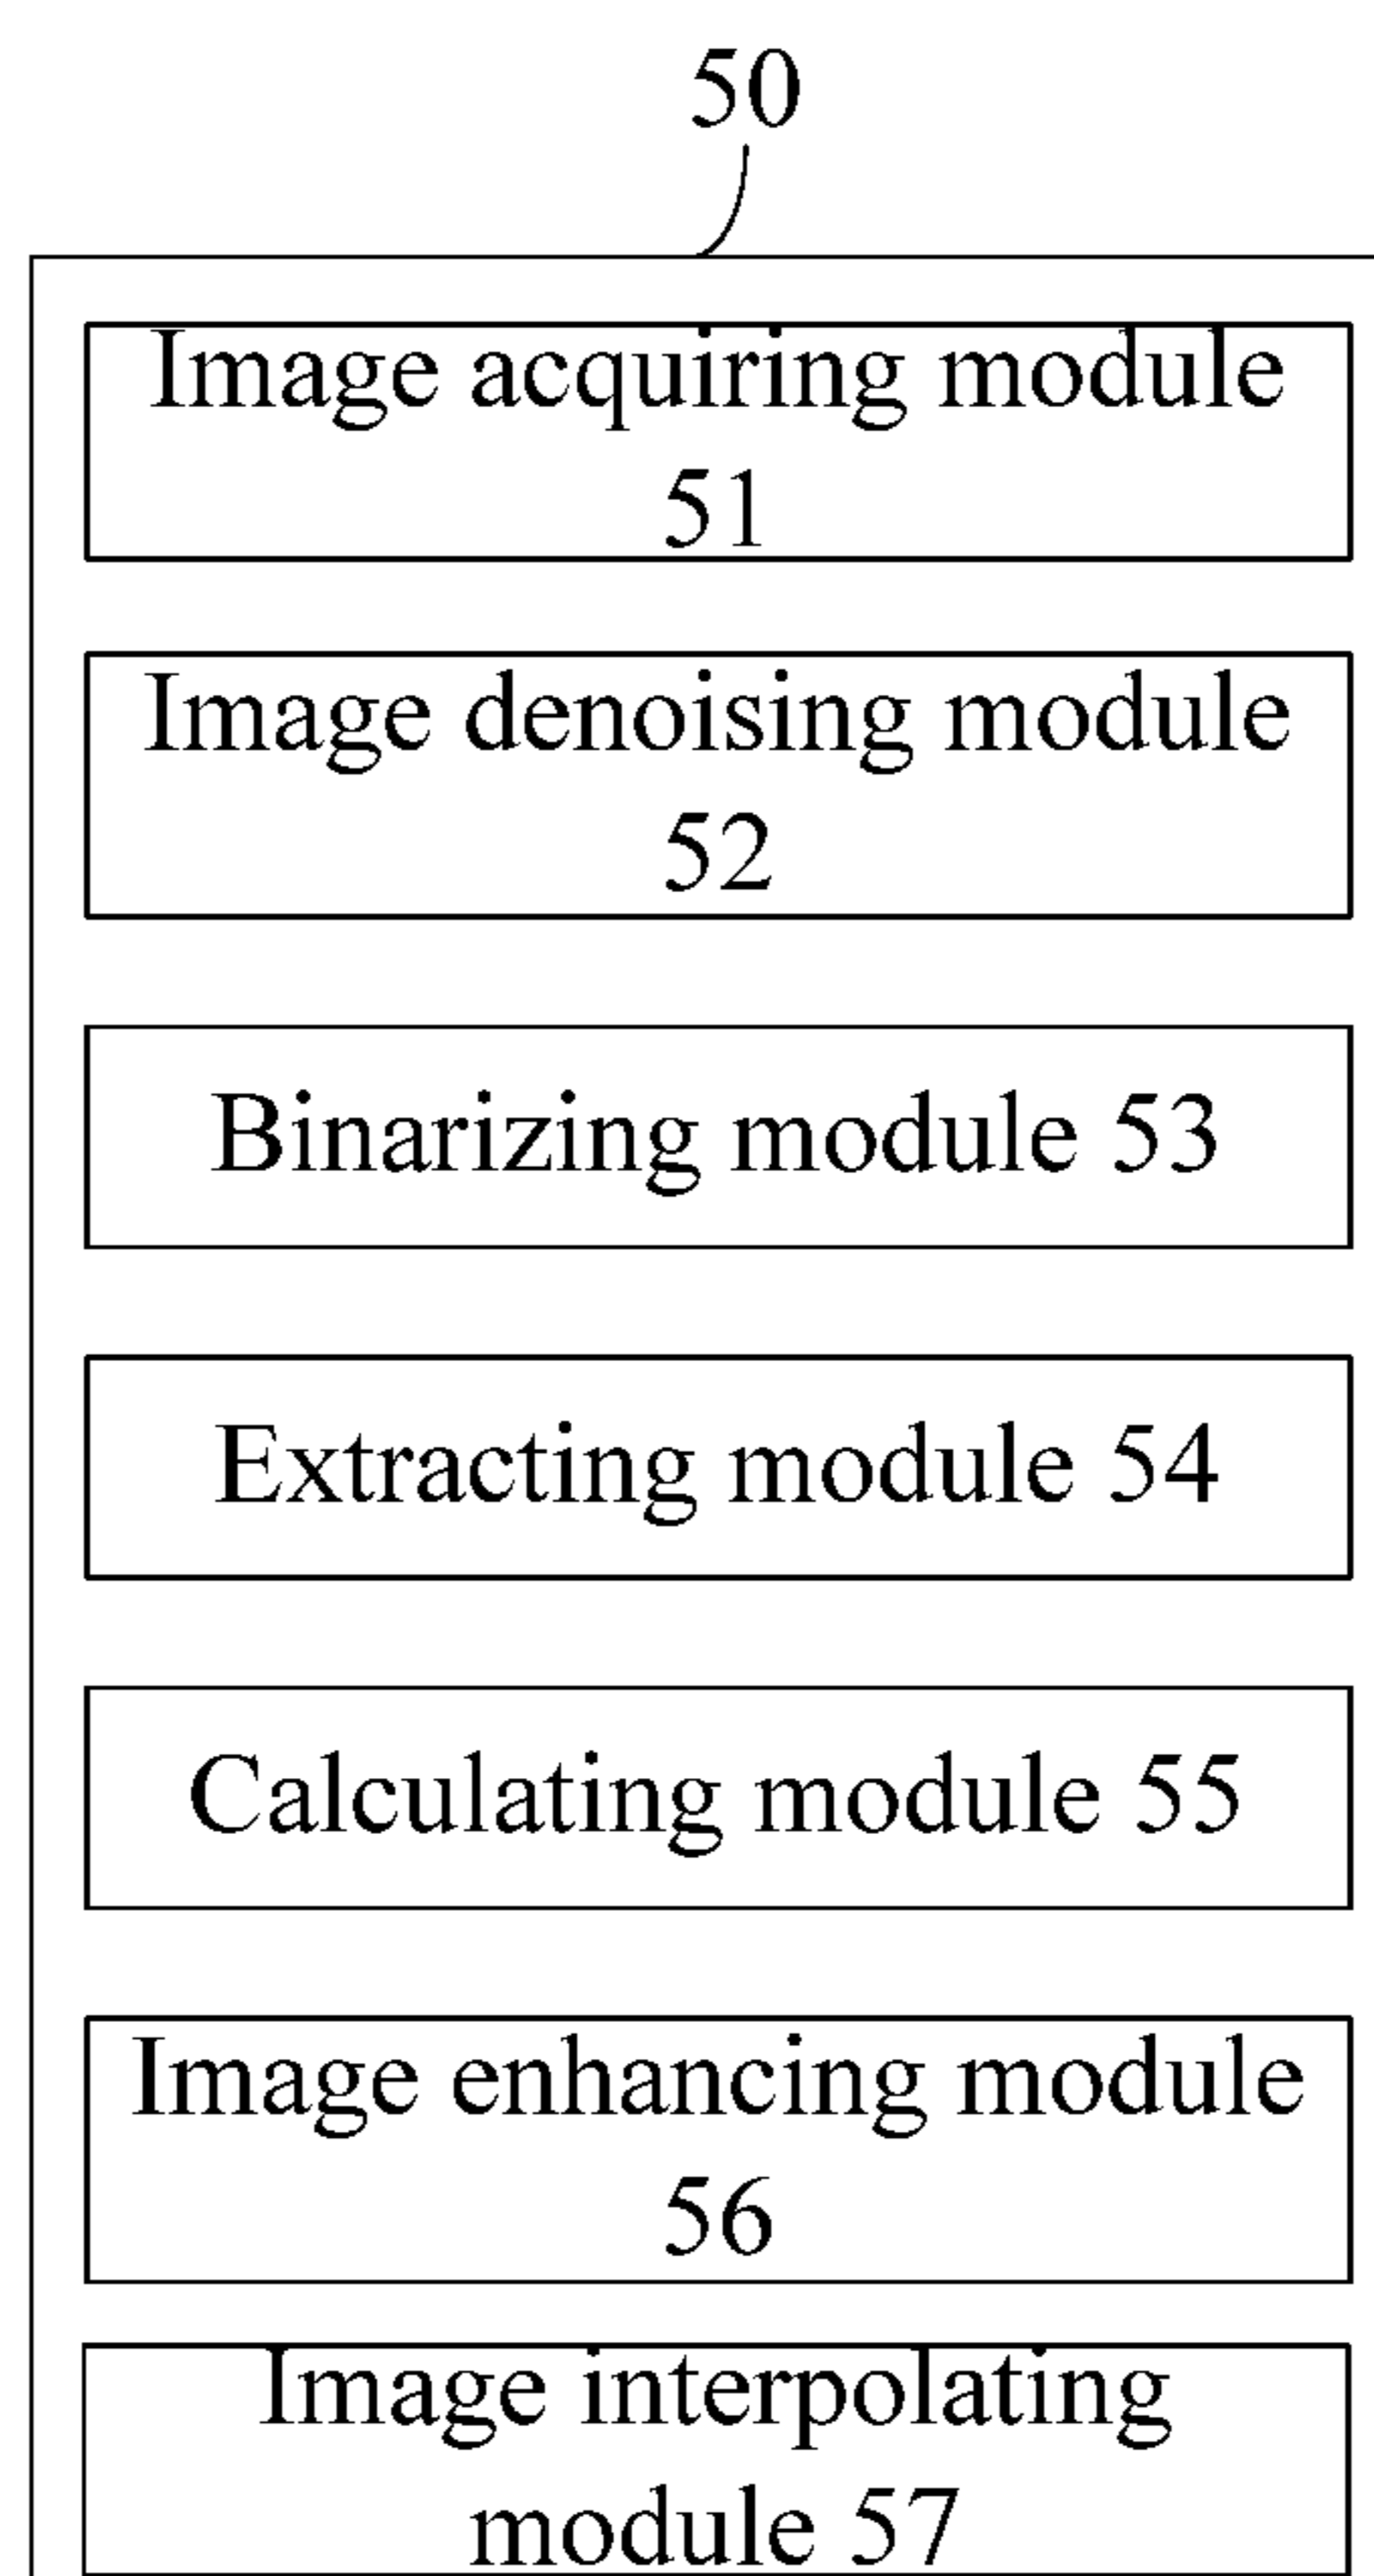 50
Image acquiring module
51
Image denoising module
52
Binarizing module 53
Extracting module 54
Calculating module 55
Image enhancing module
56
Image interpolating
module 57